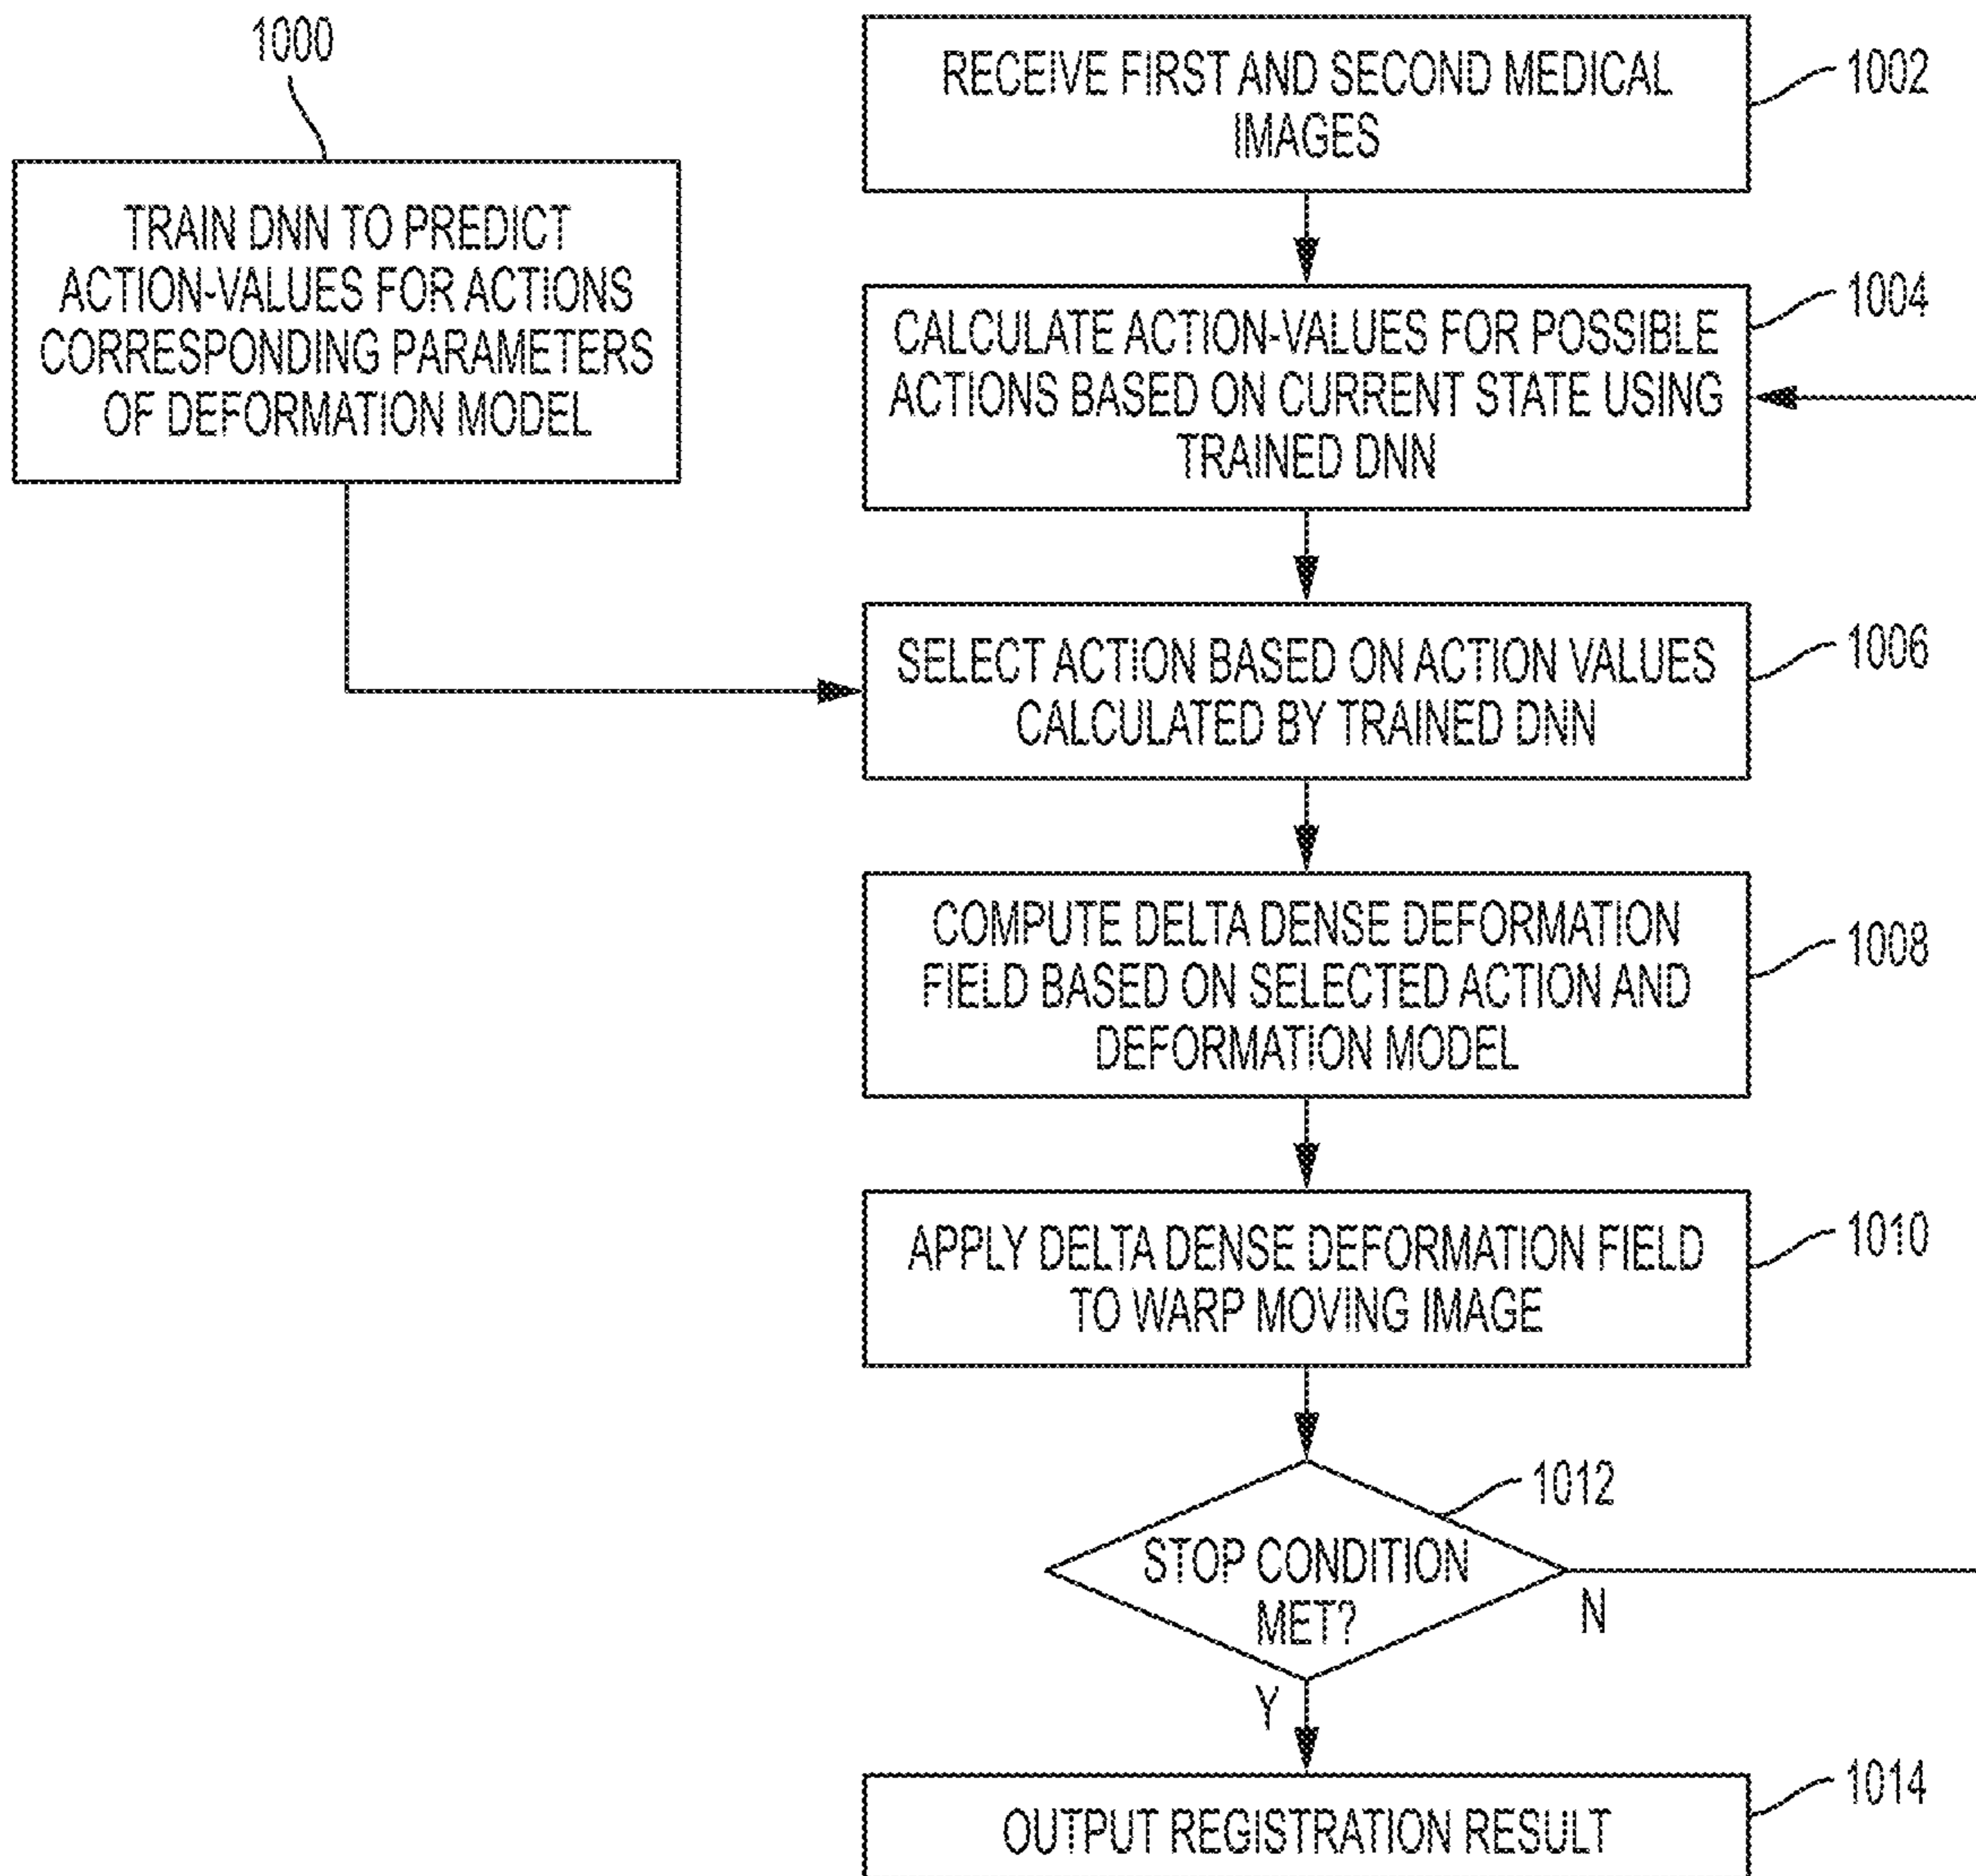 1000
TRAIN DNN TO PREDICT
ACTION-VALUES FOR ACTIONS
CORRESPONDING PARAMETERS
OF DEFORMATION MODEL
RECEIVE FIRST AND SECOND MEDICAL
IMAGES
1002
CALCULATE ACTION-VALUES FOR POSSIBLE
ACTIONS BASED ON CURRENT STATE USING
TRAINED DNN
1004
SELECT ACTION BASED ON ACTION VALUES
CALCULATED BY TRAINED DNN
1006
COMPUTE DELTA DENSE DEFORMATION
FIELD BASED ON SELECTED ACTION AND
DEFORMATION MODEL
1008
APPLY DELTA DENSE DEFORMATION FIELD
TO WARP MOVING IMAGE
1010
STOP CONDITION
MET?
1012
N
Y
OUTPUT REGISTRATION RESULT
1014